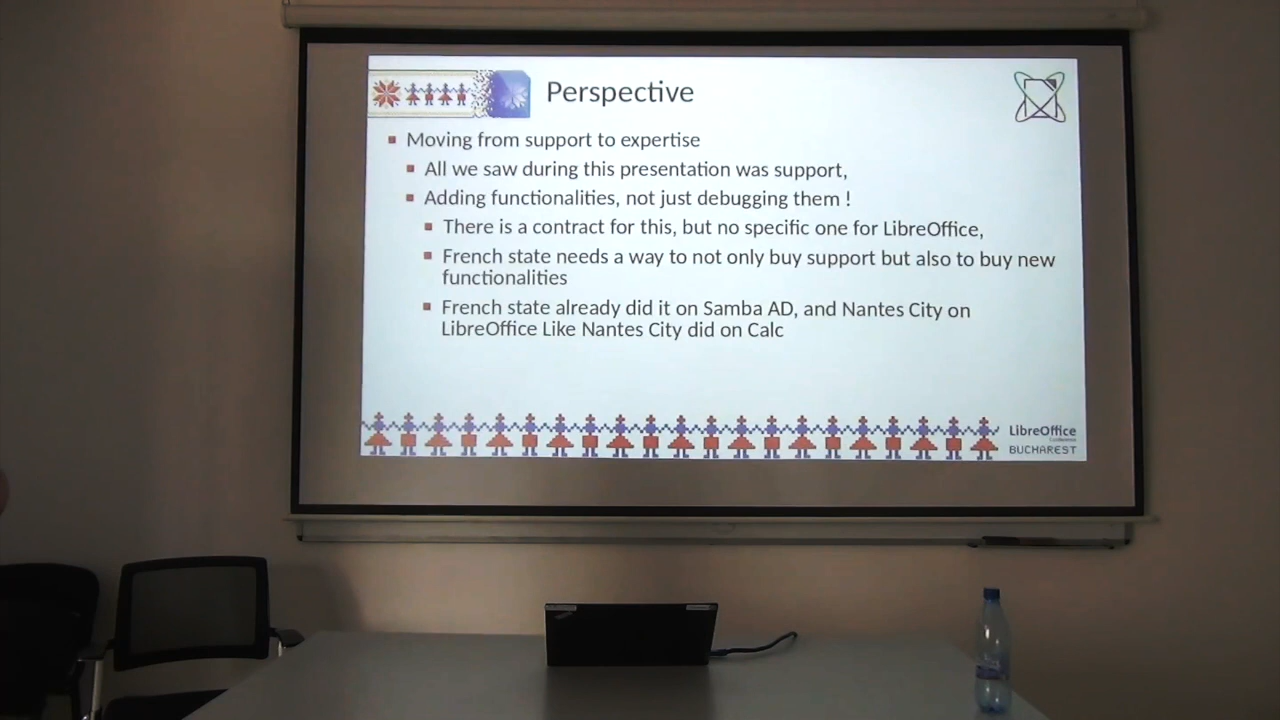 Perspective
Moving from support to expertise
All we saw during this presentation was support,
Adding functionalities, not just debugging them !
There is a contract for this, but no specific one for LibreOffice,
French state needs a way to not only buy support but also to buy new
functionalities
French state already did it on Samba AD, and Nantes City on
LibreOffice Like Nantes City did on Calc
LibreOffice
Conference
BUCHAREST